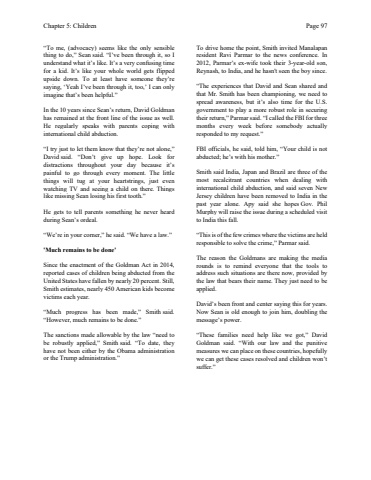 Chapter 5: Children
Page 97
“To me, (advocacy) seems like the only sensible
thing to do,” Sean said. “I’ve been through it, so I
understand what it’s like. It’s a very confusing time
for a kid. It’s like your whole world gets flipped
upside down. To at least have someone they’re
saying, ‘Yeah I’ve been through it, too,’ I can only
imagine that’s been helpful.”
In the 10 years since Sean’s return, David Goldman
has remained at the front line of the issue as well.
He regularly speaks with parents coping with
international child abduction.
“I try just to let them know that they’re not alone,”
David said. “Don’t give up hope. Look for
distractions throughout your day because it’s
painful to go through every moment. The little
things will tug at your heartstrings, just even
watching TV and seeing a child on there. Things
like missing Sean losing his first tooth.”
He gets to tell parents something he never heard
during Sean’s ordeal.
“We’re in your corner,” he said. “We have a law.”
'Much remains to be done'
Since the enactment of the Goldman Act in 2014,
reported cases of children being abducted from the
United States have fallen by nearly 20 percent. Still,
Smith estimates, nearly 450 American kids become
victims each year.
“Much progress has been made,” Smith said.
“However, much remains to be done.”
The sanctions made allowable by the law “need to
be robustly applied,” Smith said. “To date, they
have not been either by the Obama administration
or the Trump administration.”
To drive home the point, Smith invited Manalapan
resident Ravi Parmar to the news conference. In
2012, Parmar’s ex-wife took their 3-year-old son,
Reynash, to India, and he hasn't seen the boy since.
“The experiences that David and Sean shared and
that Mr. Smith has been championing, we need to
spread awareness, but it’s also time for the U.S.
government to play a more robust role in securing
their return,” Parmar said. “I called the FBI for three
months every week before somebody actually
responded to my request.”
FBI officials, he said, told him, “Your child is not
abducted; he’s with his mother.”
Smith said India, Japan and Brazil are three of the
most recalcitrant countries when dealing with
international child abduction, and said seven New
Jersey children have been removed to India in the
past year alone. Apy said she hopes Gov. Phil
Murphy will raise the issue during a scheduled visit
to India this fall.
“This is of the few crimes where the victims are held
responsible to solve the crime,” Parmar said.
The reason the Goldmans are making the media
rounds is to remind everyone that the tools to
address such situations are there now, provided by
the law that bears their name. They just need to be
applied.
David’s been front and center saying this for years.
Now Sean is old enough to join him, doubling the
message’s power.
“These families need help like we got,” David
Goldman said. “With our law and the punitive
measures we can place on these countries, hopefully
we can get these cases resolved and children won’t
suffer.”